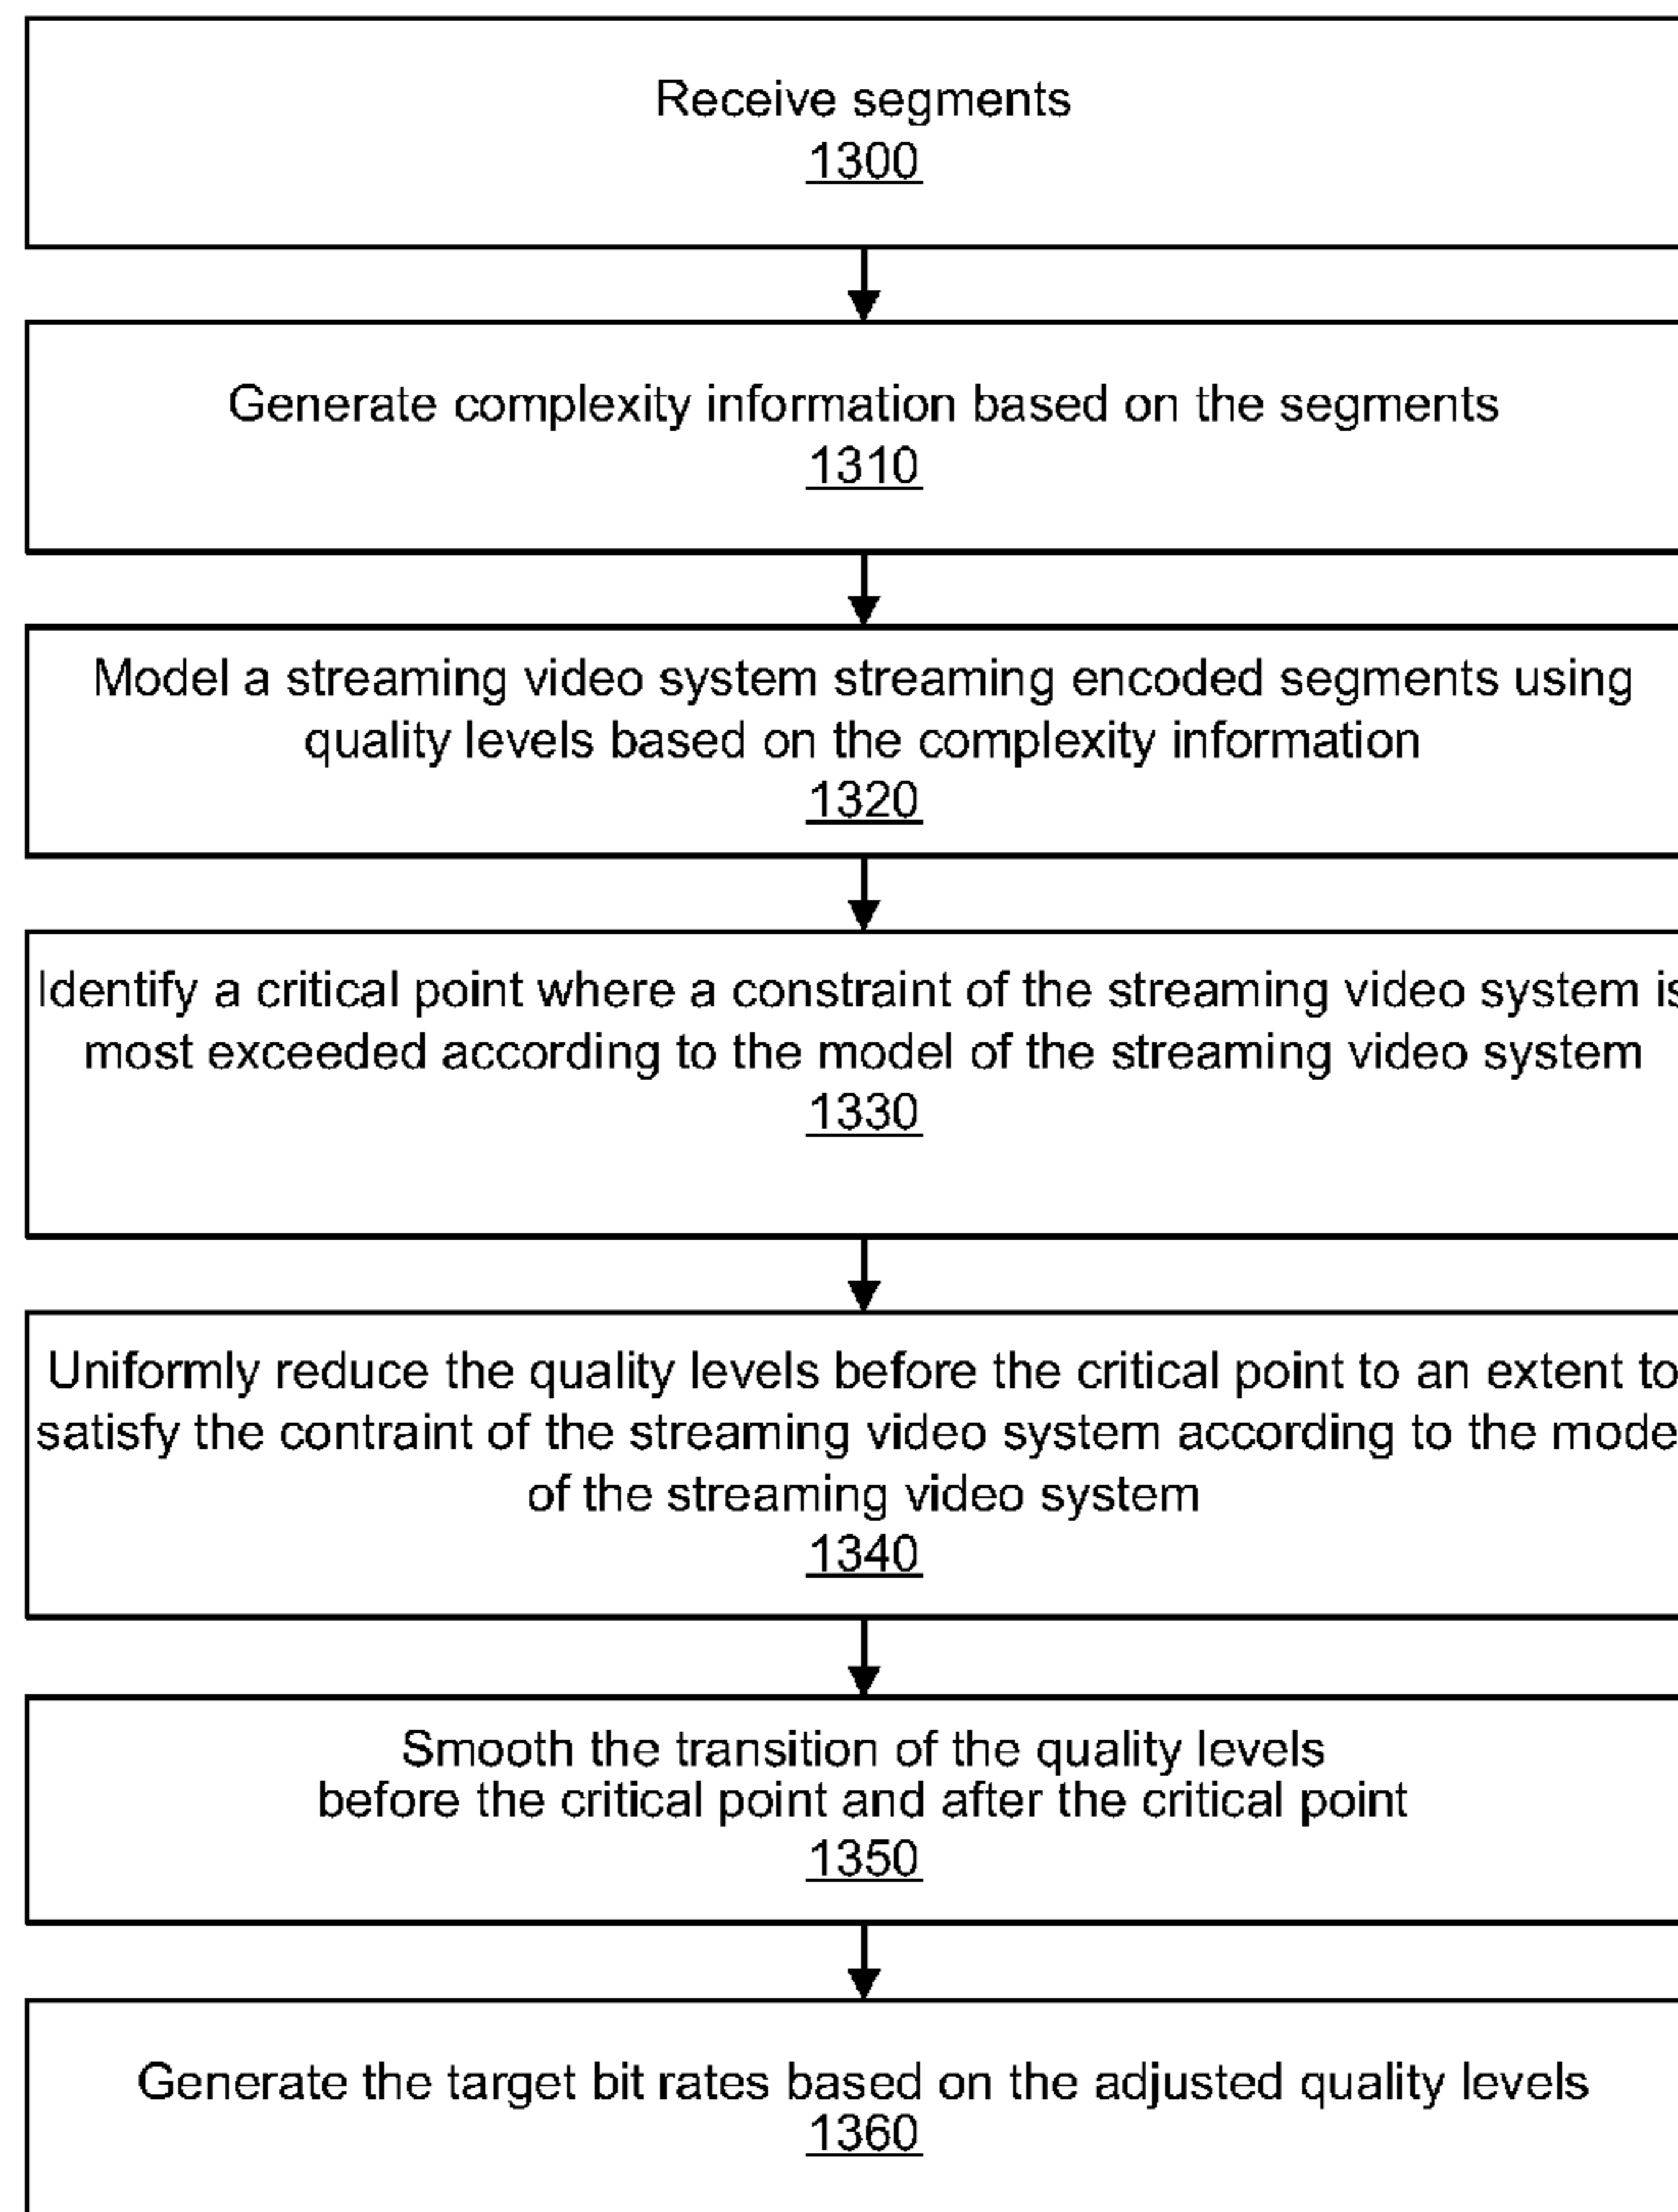 Receive segments
1300
Generate complexity information based on the segments
1310
Model a streaming video system streaming encoded segments using
quality levels based on the complexity information
1320
Identify a critical point where a constraint of the streaming video system is
most exceeded according to the model of the streaming video system
1330
Uniformly reduce the quality levels before the critical point to an extent to
satisfy the contraint of the streaming video system according to the mode
of the streaming video system
1340
Smooth the transition of the quality levels
before the critical point and after the critical point
1350
Generate the target bit rates based on the adjusted quality levels
1360